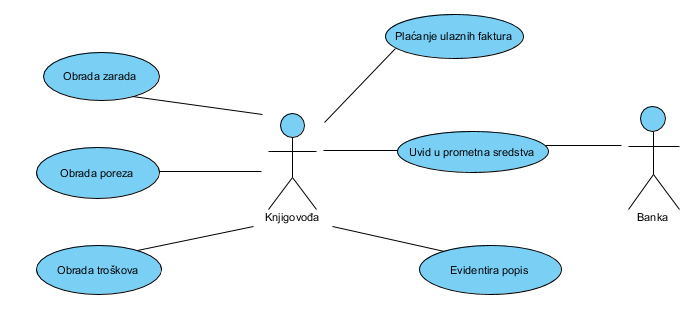 Plaćanje ulaznih faktura
Obrada zarada
Uvid u prometna sredstva
Obrada poreza
Knjigovođa
Banka
Obrada troškova
Evidentira popis